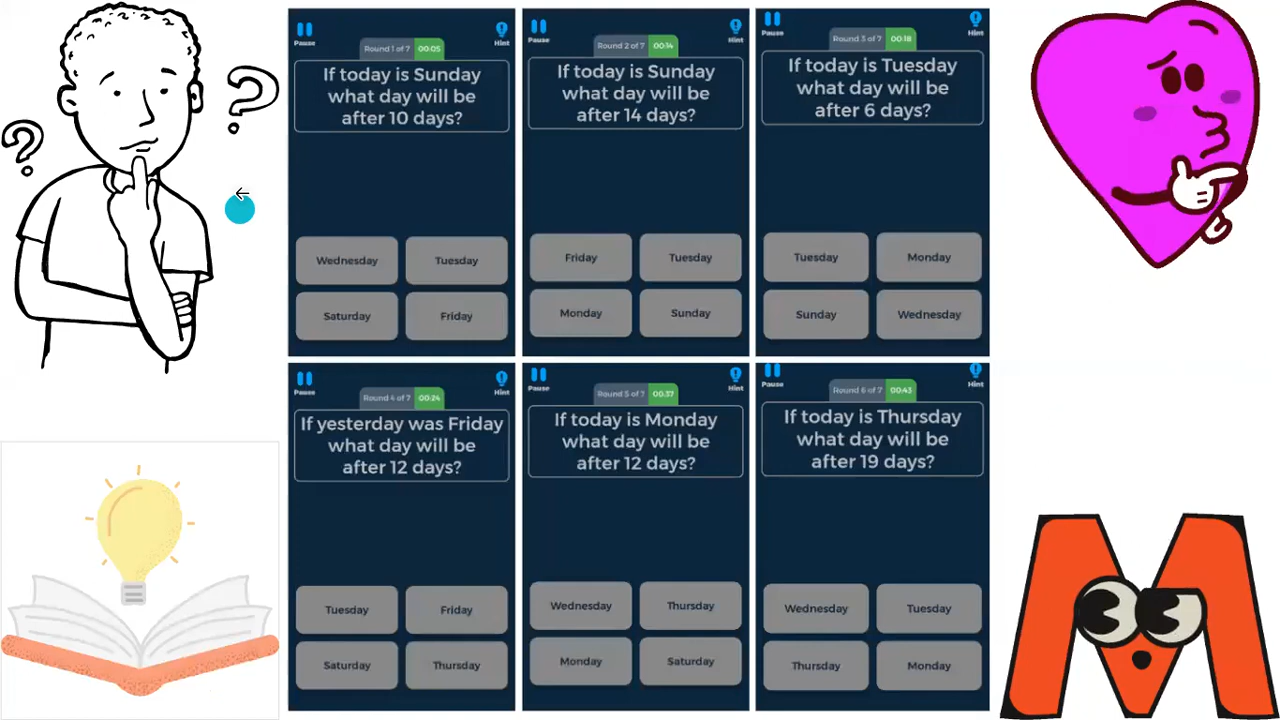 Pause
Hint
Round 1 of 7 00:05
If today is Sunday
what day will be
after 10 days?
Wednesday Tuesday
Saturday Friday
Pause
Hint
Round 2 of 7 00:14
If today is Sunday
what day will be
after 14 days?
Friday Tuesday
Monday Sunday
Pause
Hint
Round 3 of 7 00:18
If today is Tuesday
what day will be
after 6 days?
Tuesday Monday
Sunday Wednesday
Pause
Hint
Round 4 of 7 00:24
If yesterday was Friday
what day will be
after 12 days?
Tuesday Friday
Saturday Thursday
Pause
Hint
Round 5 of 7 00:37
If today is Monday
what day will be
after 12 days?
Wednesday Thursday
Monday Saturday
Pause
Hint
Round 6 of 7 00:43
If today is Thursday
what day will be
after 19 days?
Wednesday Tuesday
Thursday Monday
? ?
M